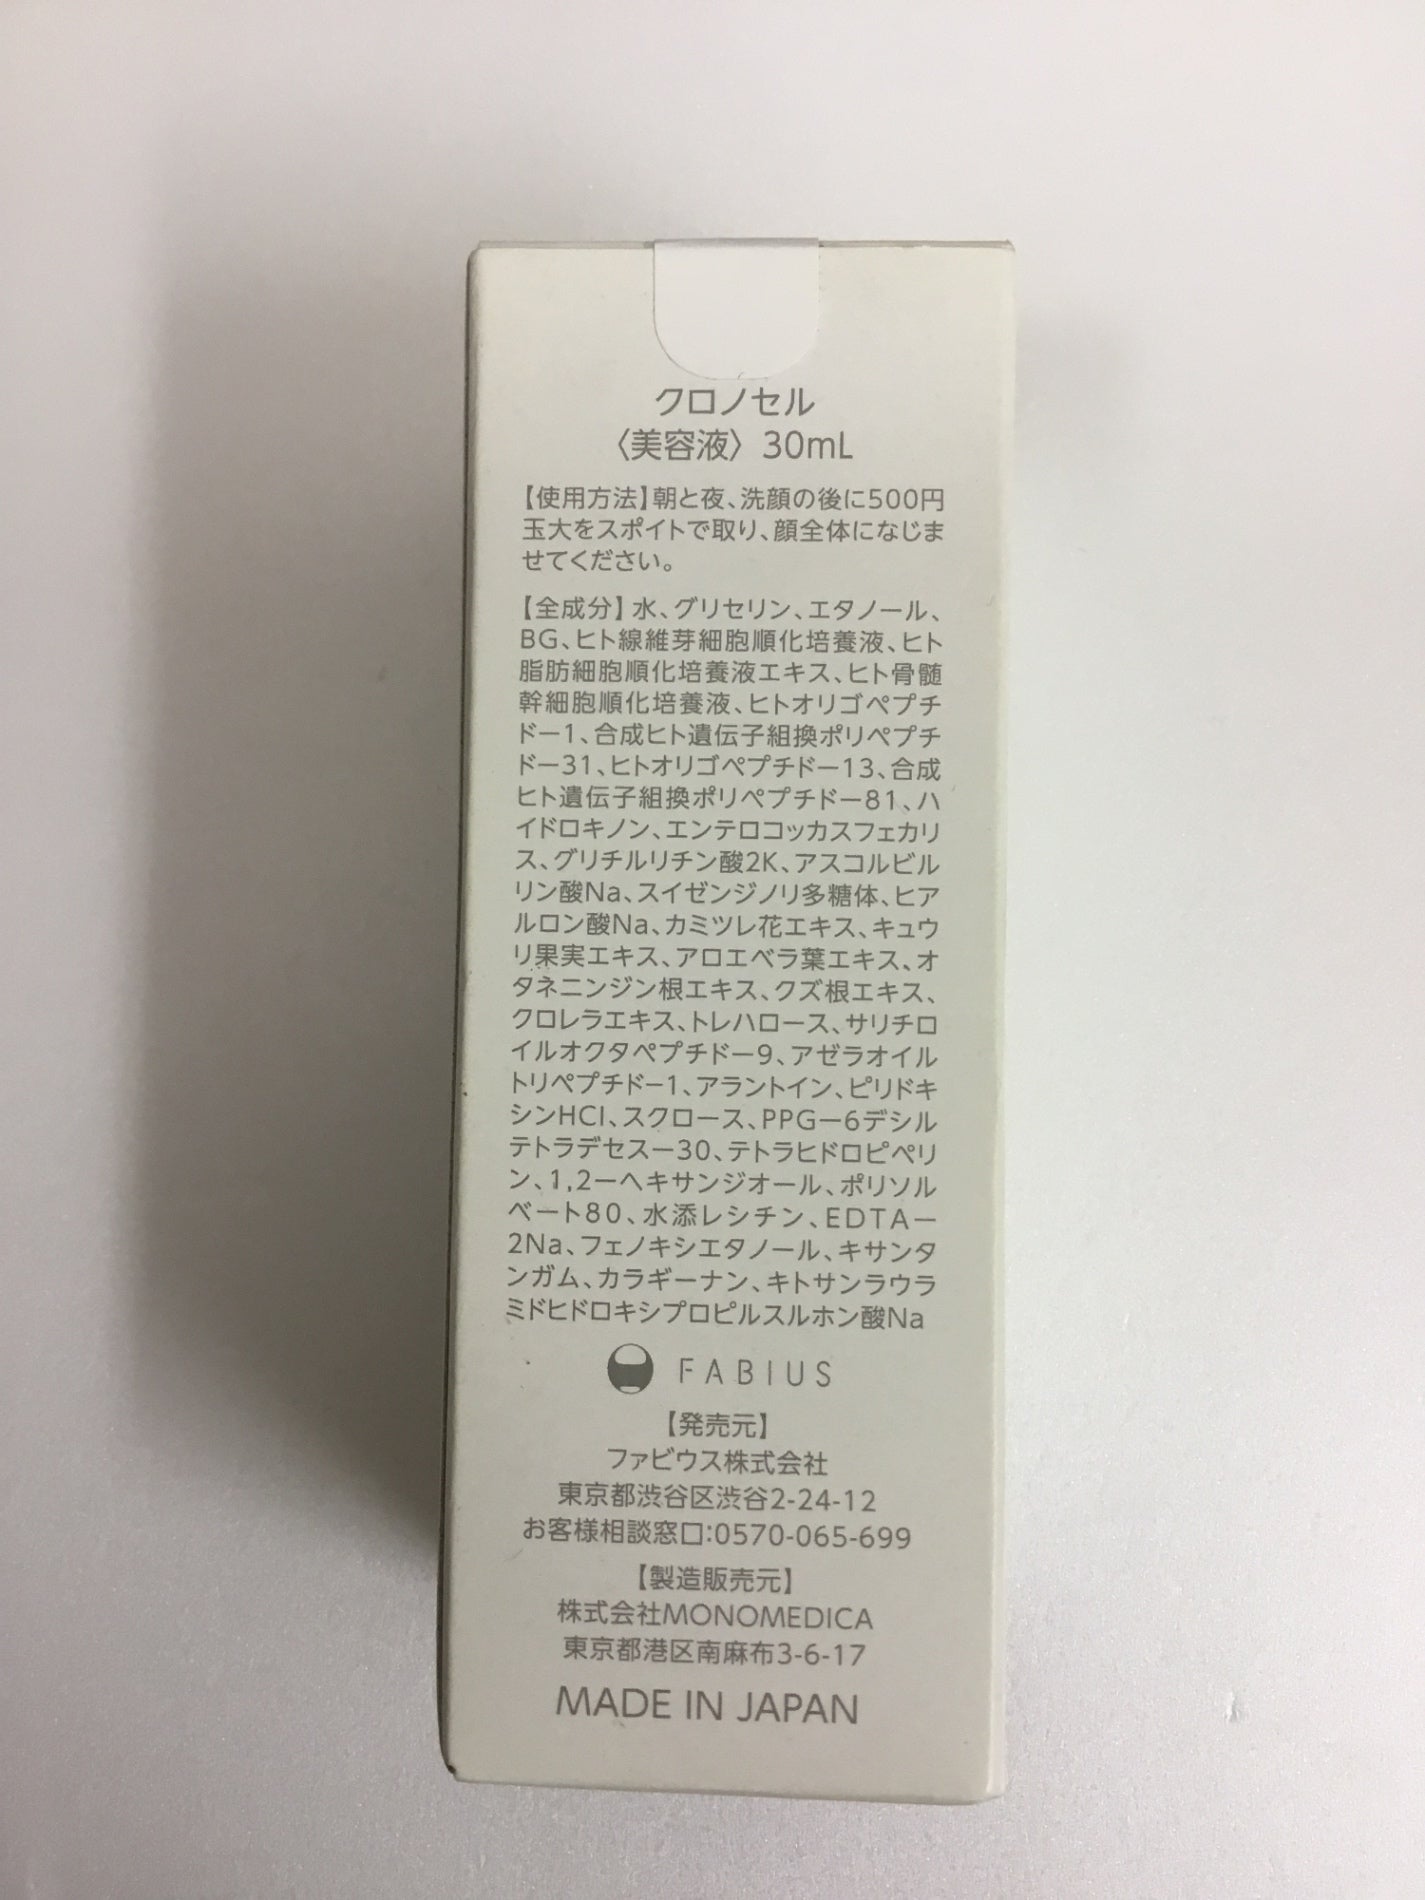 クロノセル
〈美容液〉30mL
【使用方法】朝と夜、洗顔の後に500円
玉大をスポイトで取り、顔全体になじま
せてください。
【全成分】水、グリセリン、エタノール、
BG、ヒト線維芽細胞順化培養液、ヒト
脂肪細胞順化培養液エキス、ヒト骨髄
幹細胞順化培養液、ヒトオリゴペプチ
ドー1、合成ヒト遺伝子組換ポリペプチ
ドー31、ヒトオリゴペプチドー13、合成
ヒト遺伝子組換ポリペプチドー81、ハ
イドロキノン、エンテロコッカスフェカリ
ス、グリチルリチン酸2K、アスコルビル
リン酸Na、スイゼンジノリ多糖体、ヒア
ルロン酸Na、カミツレ花エキス、キュウ
リ果実エキス、アロエベラ葉エキス、オ
タネニンジン根エキス、クズ根エキス、
クロレラエキス、トレハロース、サリチロ
イルオクタペプチドー9、アゼラオイル
トリペプチドー1、アラントイン、ピリドキ
シンHCl、スクロース、PPGー6デシル
テトラデセスー30、テトラヒドロピペリ
ン、1,2ーヘキサンジオール、ポリソル
ベート80、水添レシチン、EDTAー
2Na、フェノキシエタノール、キサンタ
ンガム、カラギーナン、キトサンラウラ
ミドヒドロキシプロピルスルホン酸Na
FABIUS
【発売元】
ファビウス株式会社
東京都渋谷区渋谷2-24-12
お客様相談窓口:0570-065-699
【製造販売元】
株式会社MONOMEDICA
東京都港区南麻布3-6-17
MADE IN JAPAN